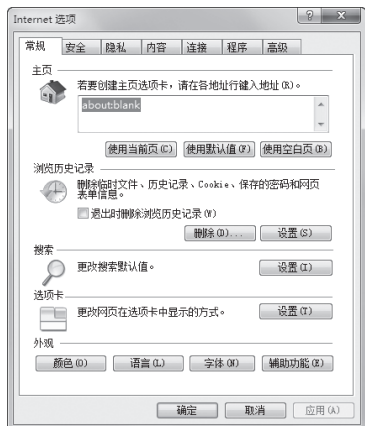 Internet 选项
常规 安全 隐私 内容 连接 程序 高级
主页
若要创建主页选项卡，请在各地址行键入地址(R)。
about:blank
使用当前页(C) 使用默认值(F) 使用空白页(B)
浏览历史记录
删除临时文件、历史记录、Cookie、保存的密码和网页
表单信息。
退出时删除浏览历史记录(W)
删除(D)... 设置(S)
搜索
更改搜索默认值。 设置(I)
选项卡
更改网页在选项卡中显示的方式。 设置(T)
外观
颜色(O) 语言(L) 字体(N) 辅助功能(E)
确定 取消 应用(A)